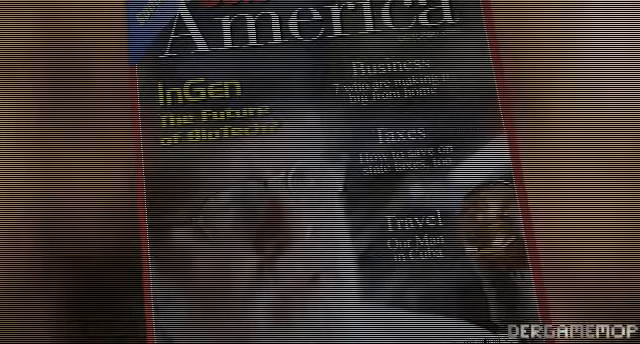 America
Business
7 who are making it
big from home
InGen
The Future
of BioTech?
Taxes
How to save on
state taxes, too
Travel
Our Man
in Cuba
DERGAMEMOP